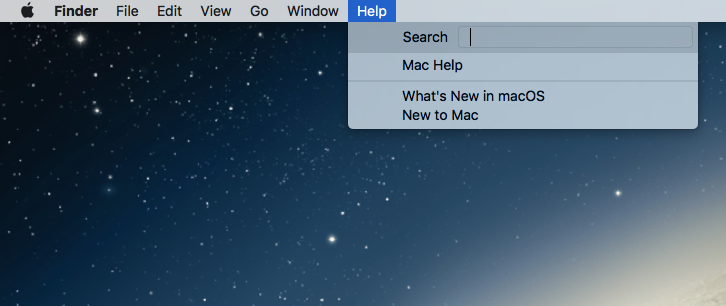 Finder File Edit View Go Window Help
Search
Mac Help
What's New in macOS
New to Mac